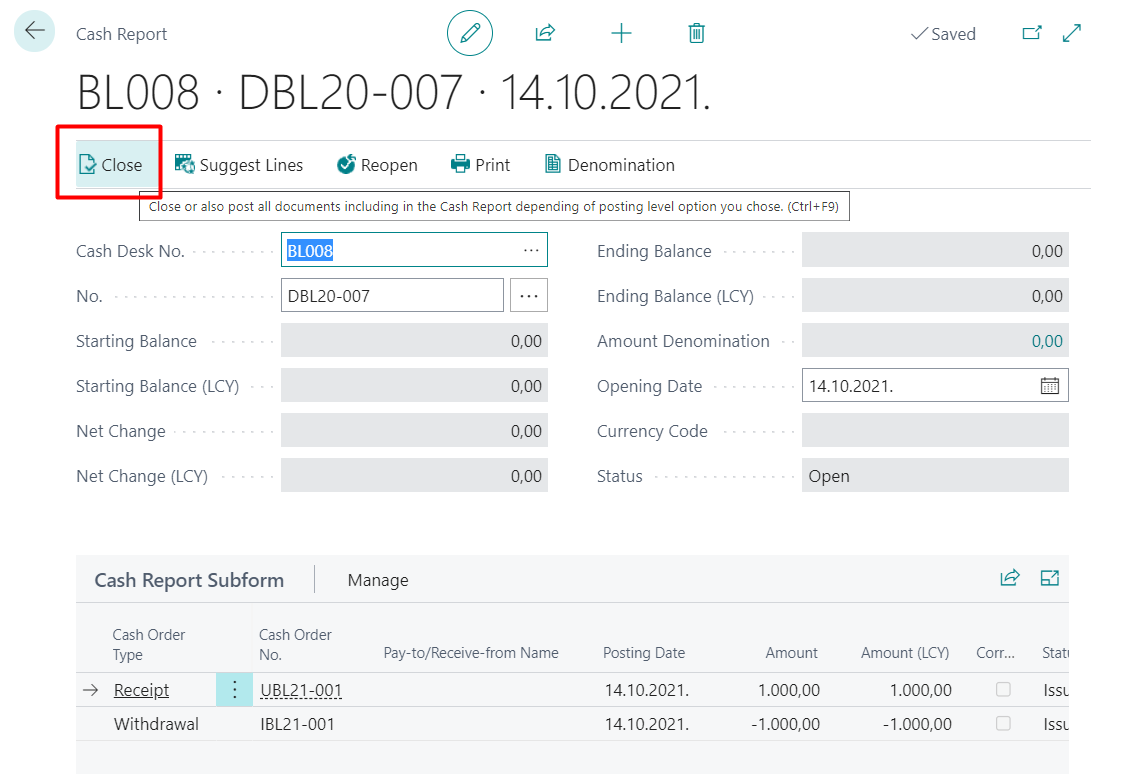 Cash Report
Saved
BL008 · DBL20-007 · 14.10.2021.
Close Suggest Lines Reopen Print Denomination
Close or also post all documents including in the Cash Report depending of posting level option you chose. (Ctrl+F9)
Cash Desk No. BL008 ···
No. DBL20-007 ···
Starting Balance 0,00
Starting Balance (LCY) 0,00
Net Change 0,00
Net Change (LCY) 0,00
Ending Balance 0,00
Ending Balance (LCY) 0,00
Amount Denomination 0,00
Opening Date 14.10.2021.
Currency Code
Status Open
Cash Report Subform Manage
Cash Order Type Cash Order No. Pay-to/Receive-from Name Posting Date Amount Amount (LCY) Corr... Statu
Receipt UBL21-001 14.10.2021. 1.000,00 1.000,00 Issu
Withdrawal IBL21-001 14.10.2021. -1.000,00 -1.000,00 Issu